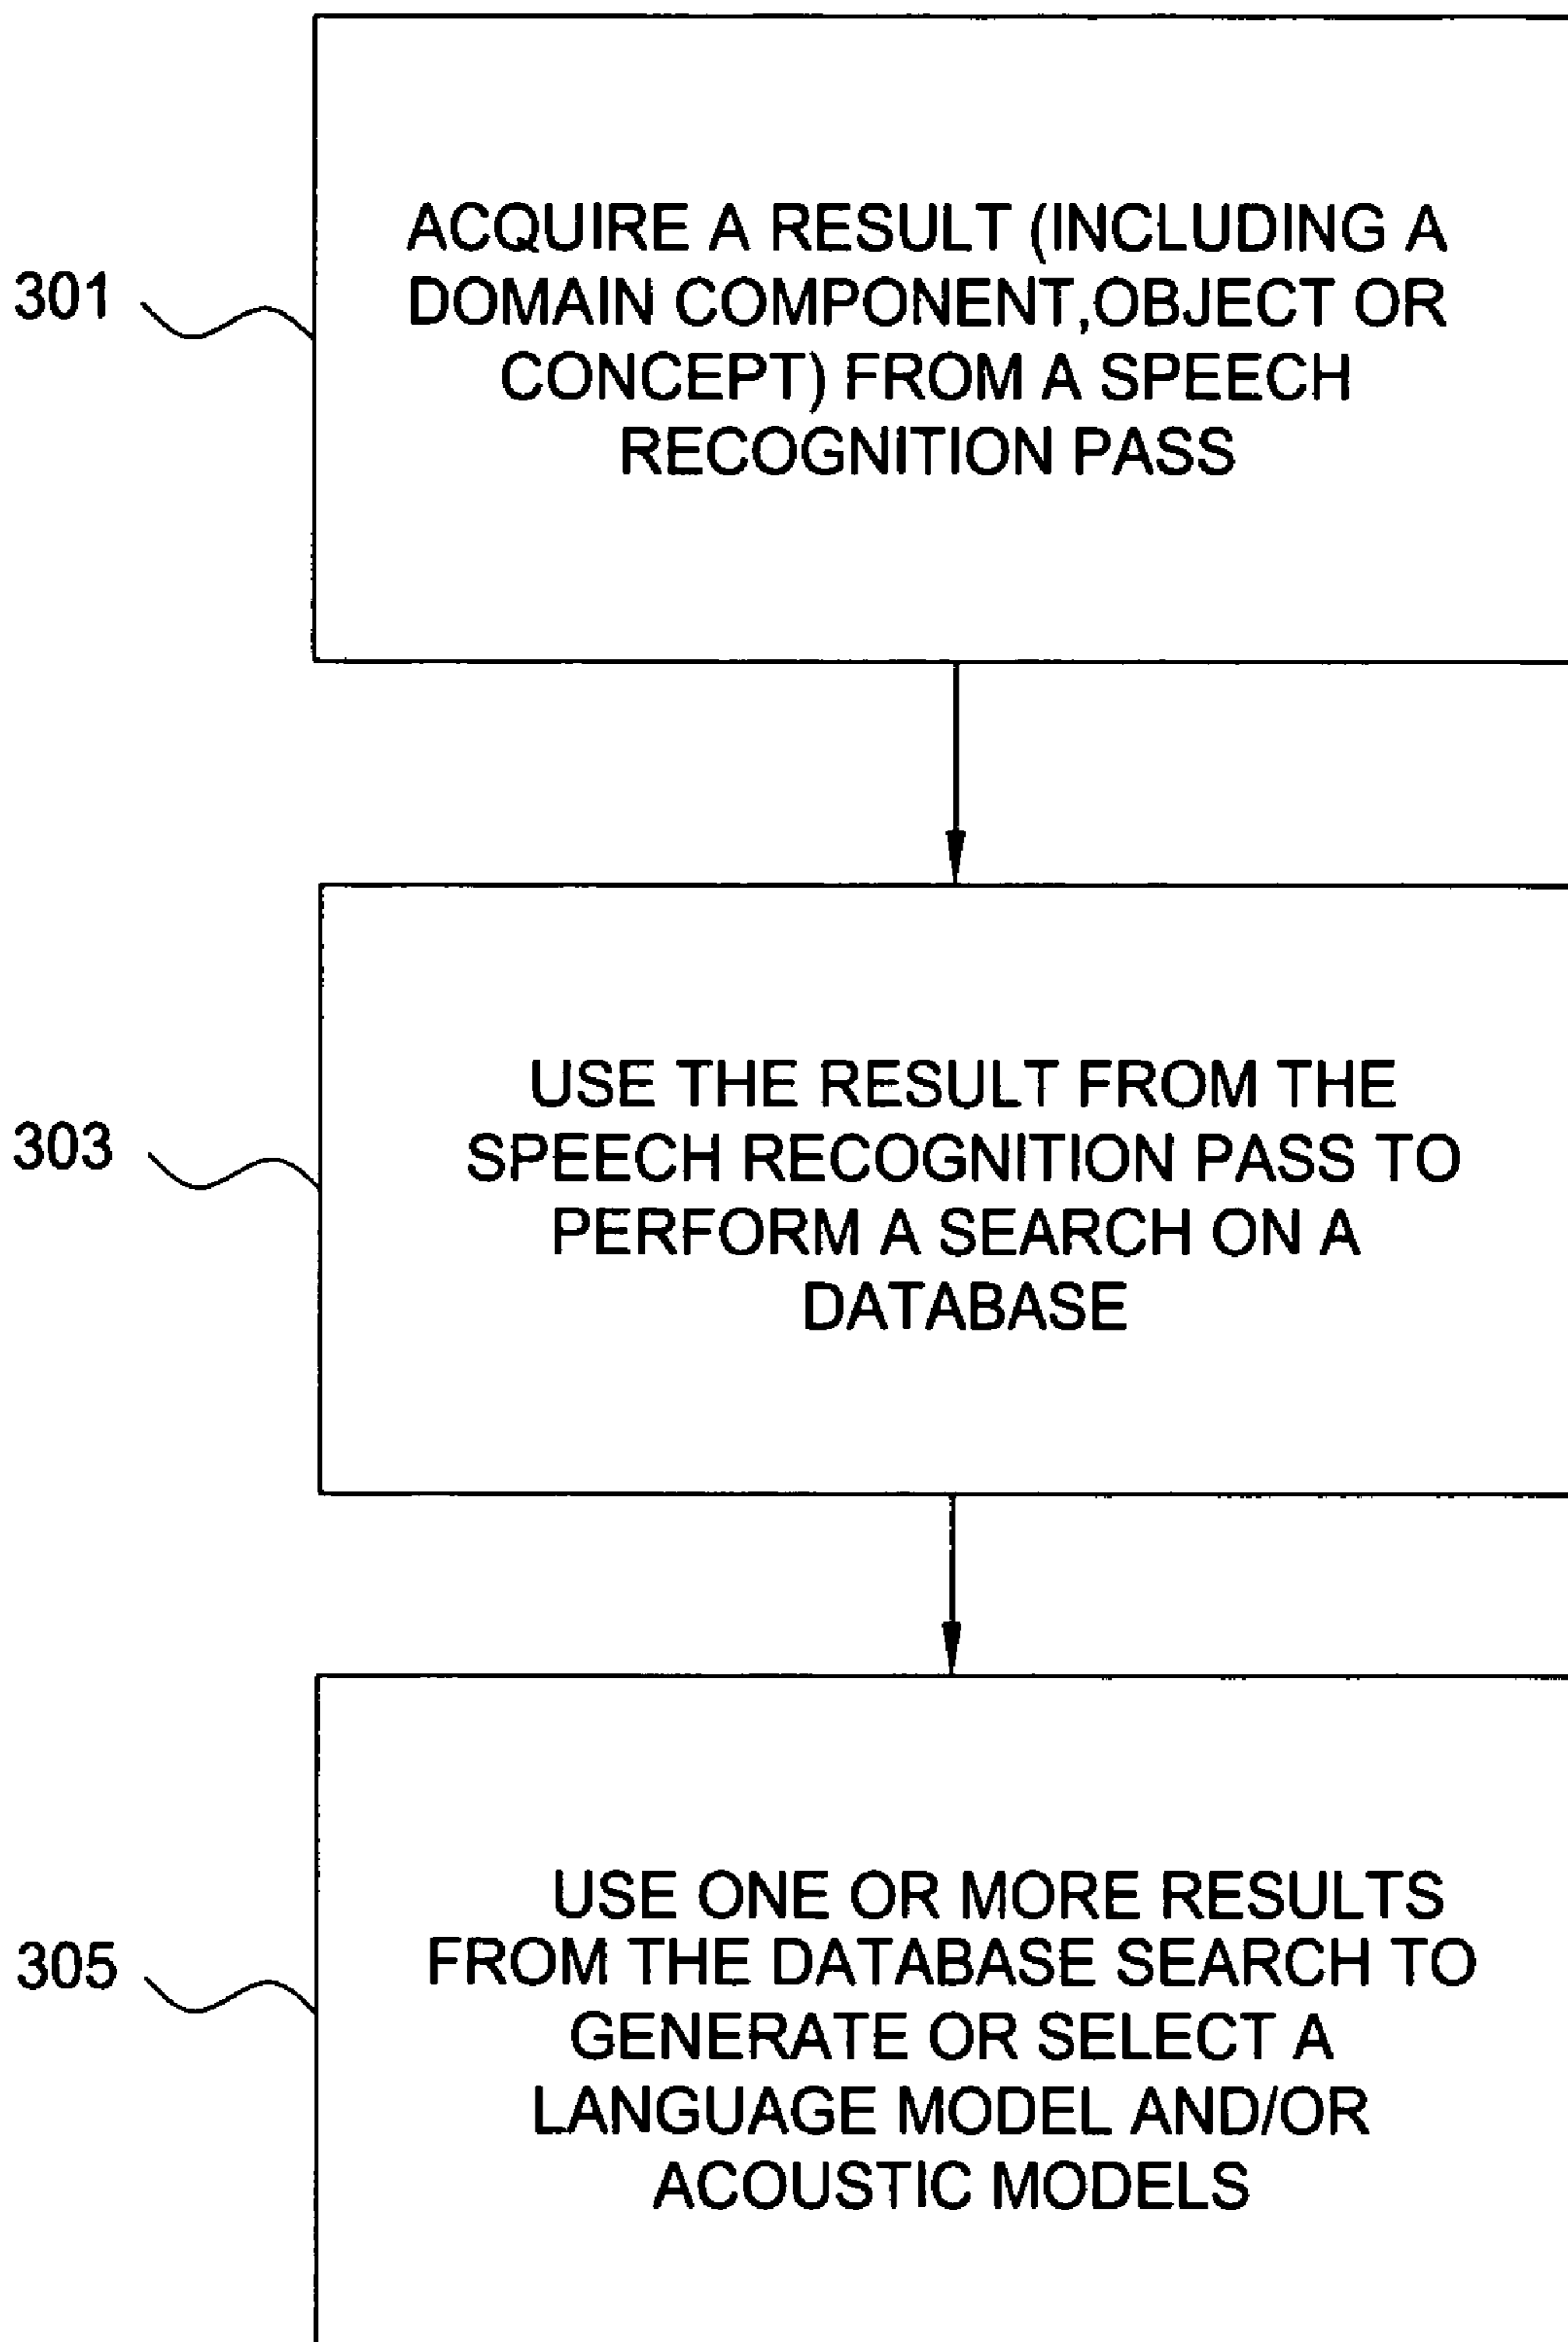 ACQUIRE A RESULT (INCLUDING A
DOMAIN COMPONENT,OBJECT OR
301
CONCEPT) FROM A SPEECH
RECOGNITION PASS
USE THE RESULT FROM THE
303
SPEECH RECOGNITION PASS TO
PERFORM A SEARCH ON A
DATABASE
USE ONE OR MORE RESULTS
305
FROM THE DATABASE SEARCH TO
GENERATE OR SELECT A
LANGUAGE MODEL AND/OR
ACOUSTIC MODELS